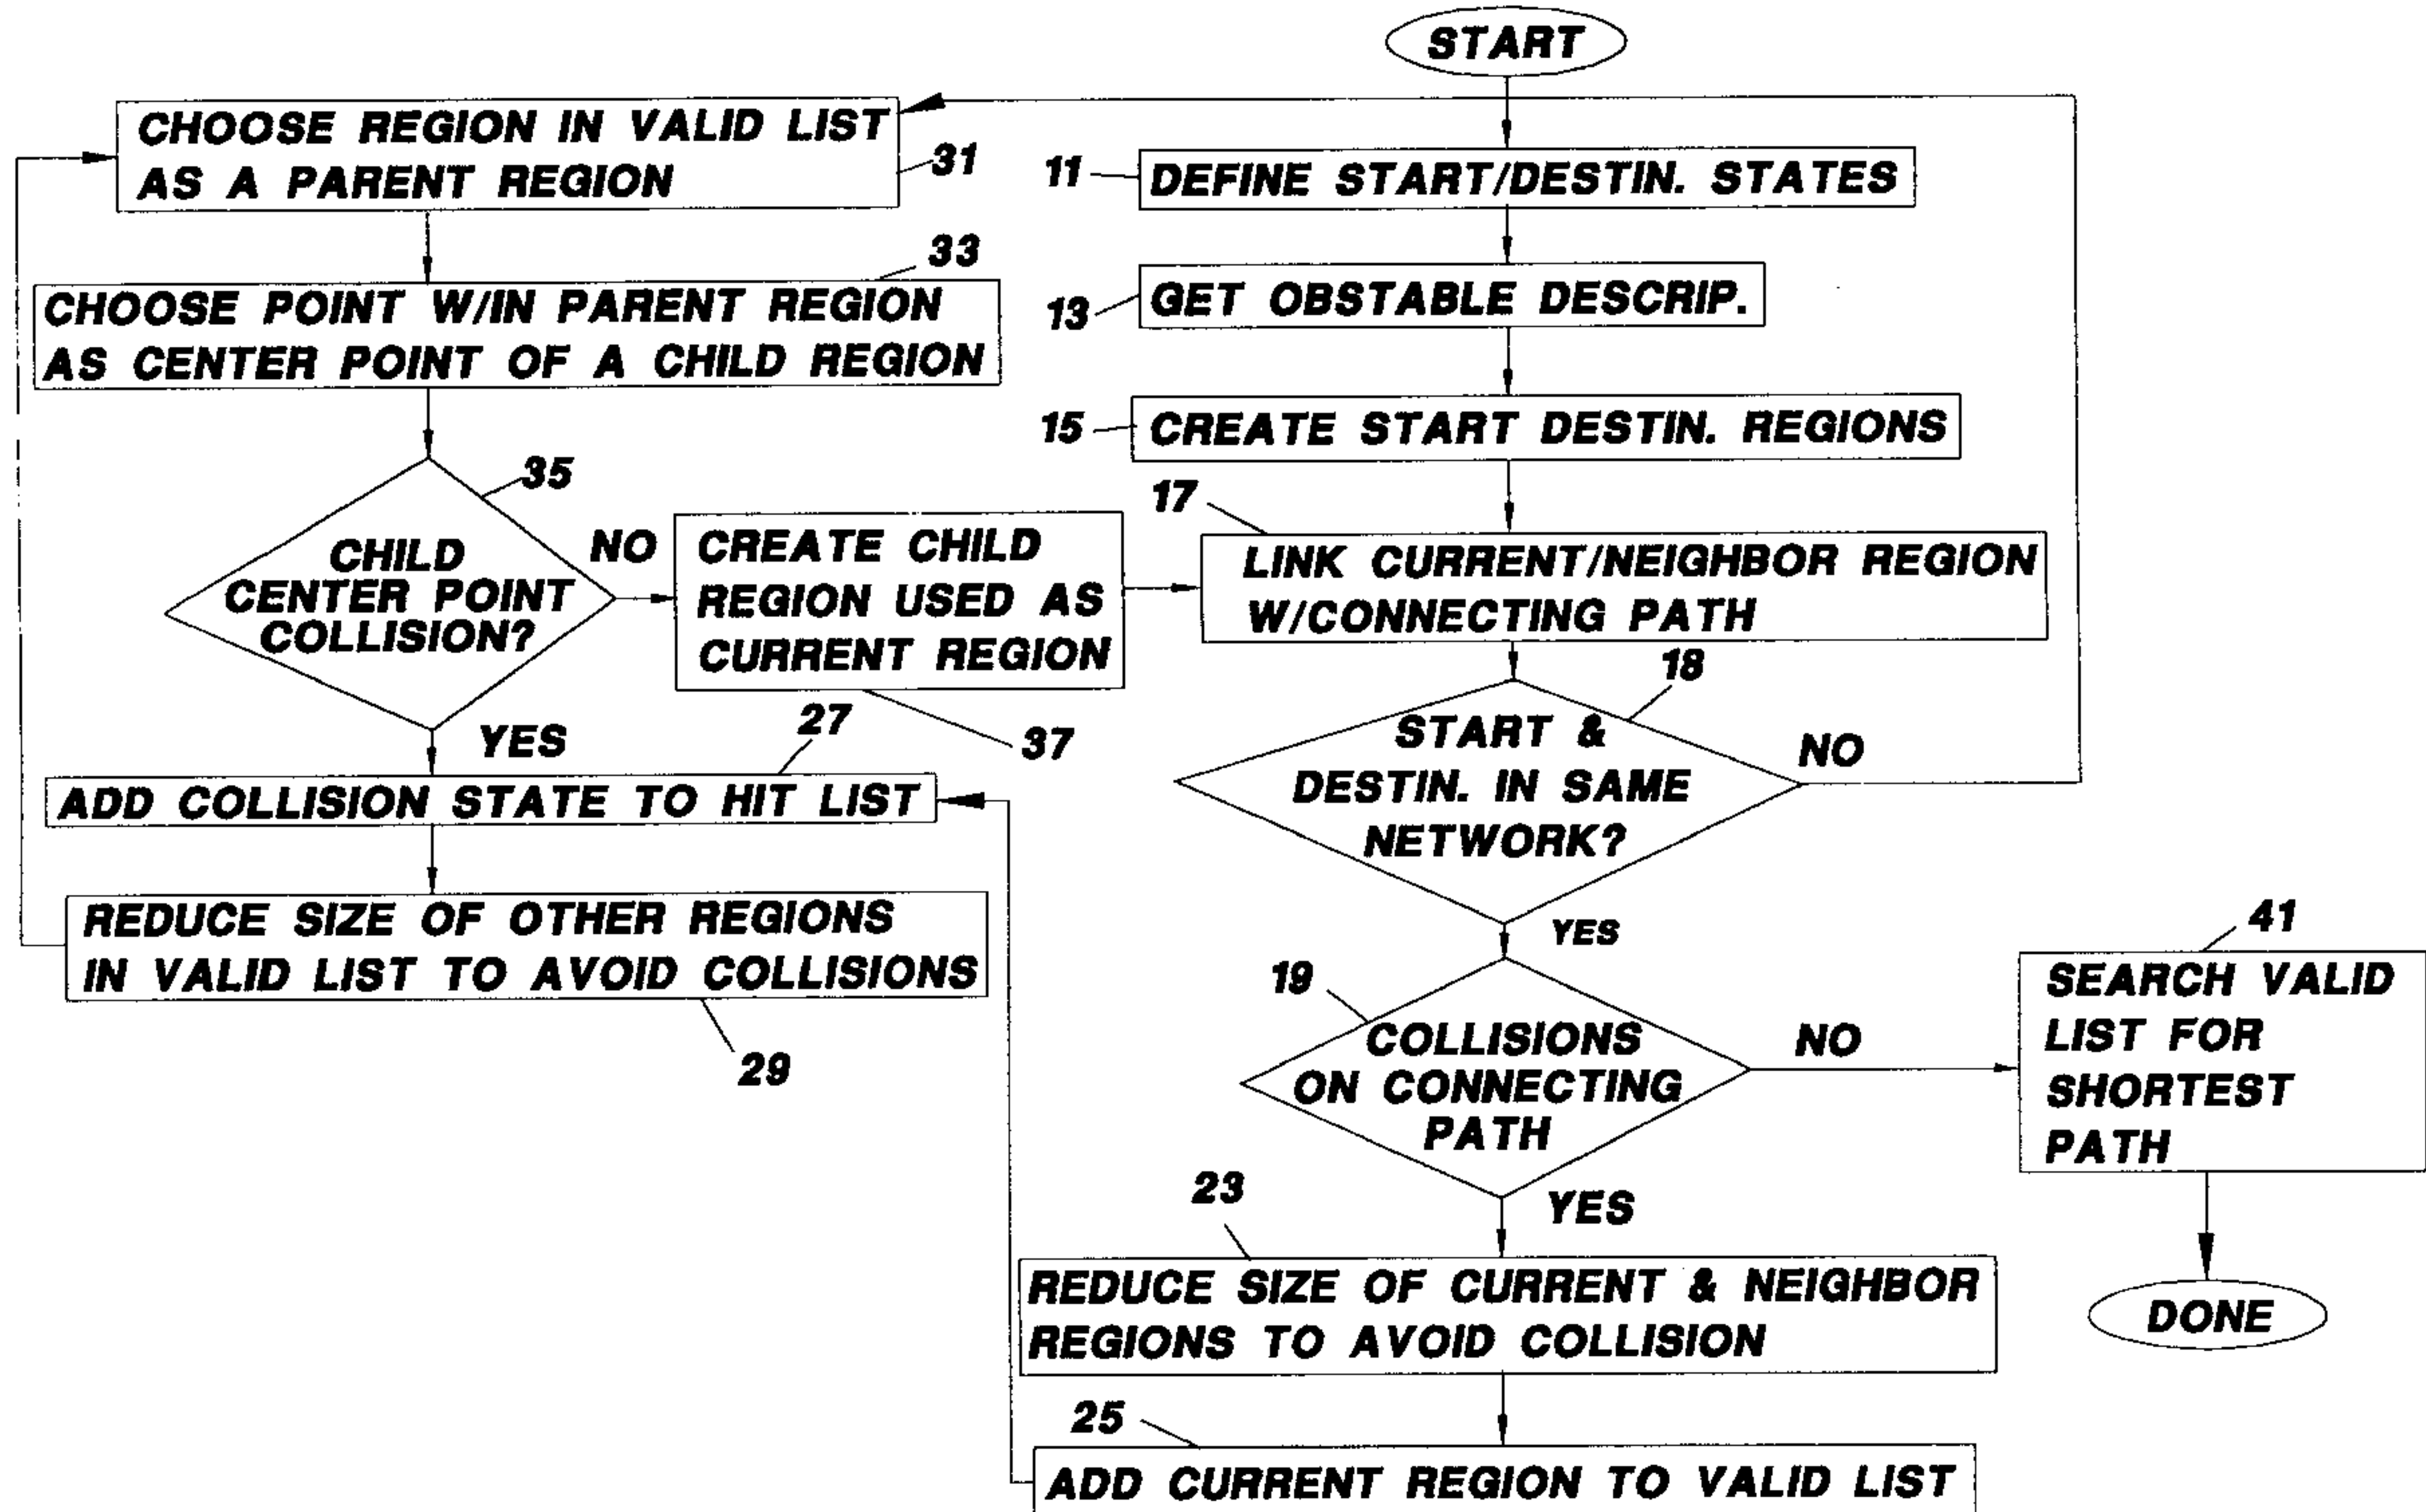 START
CHOOSE REGION IN VALID LIST
AS A PARENT REGION
31
11
DEFINE START/DESTIN. STATES
33
CHOOSE POINT W/IN PARENT REGION
AS CENTER POINT OF A CHILD REGION
13
GET OBSTABLE DESCRIP.
15
CREATE START DESTIN. REGIONS
35
CHILD
CENTER POINT
COLLISION?
NO
YES
CREATE CHILD
REGION USED AS
CURRENT REGION
37
17
LINK CURRENT/NEIGHBOR REGION
W/CONNECTING PATH
18
START &
DESTIN. IN SAME
NETWORK?
NO
YES
27
ADD COLLISION STATE TO HIT LIST
REDUCE SIZE OF OTHER REGIONS
IN VALID LIST TO AVOID COLLISIONS
29
19
COLLISIONS
ON CONNECTING
PATH
NO
YES
41
SEARCH VALID
LIST FOR
SHORTEST
PATH
DONE
23
REDUCE SIZE OF CURRENT & NEIGHBOR
REGIONS TO AVOID COLLISION
25
ADD CURRENT REGION TO VALID LIST